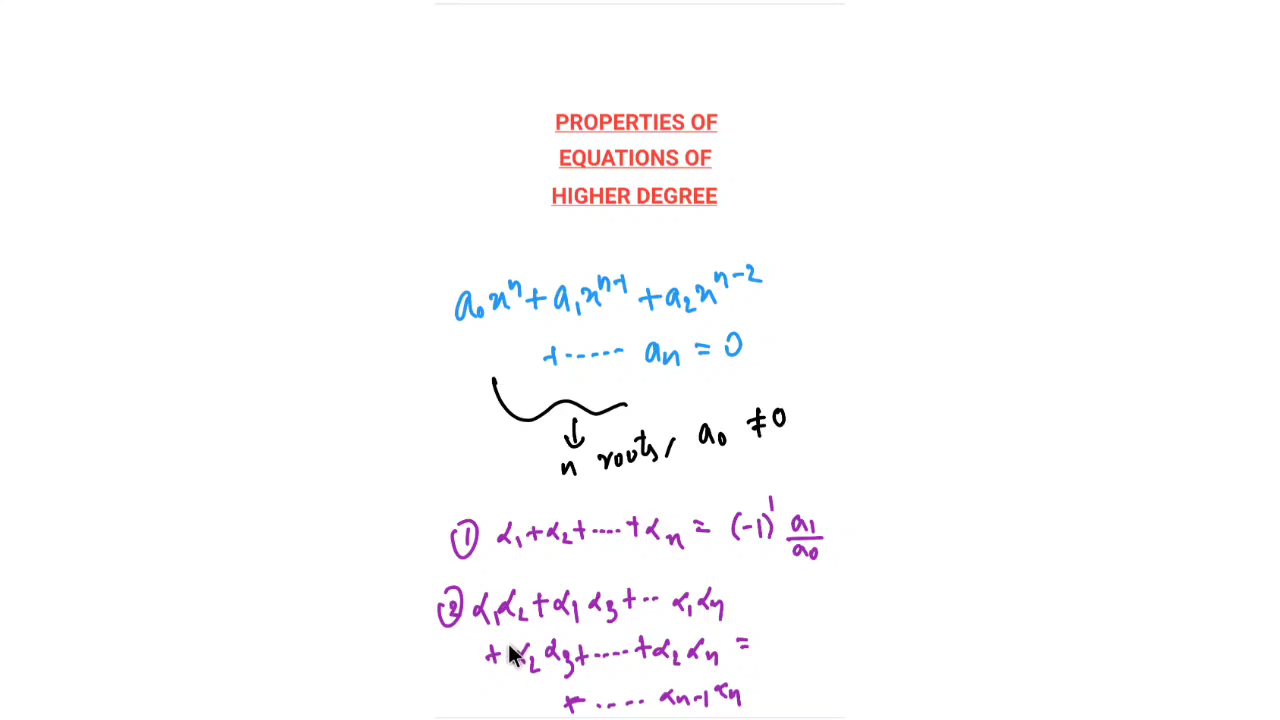 PROPERTIES OF
EQUATIONS OF
HIGHER DEGREE
a₀xⁿ + a₁xⁿ⁻¹ + a₂xⁿ⁻²
+ ...... aₙ = 0
↓
n roots, a₀ ≠ 0
① α₁ + α₂ + .... + αₙ = (-1)¹ a₁/a₀
② α₁α₂ + α₁α₃ + .. α₁αₙ
+ α₂α₃ + ..... + α₂αₙ =
+ ..... αₙ₋₁αₙ